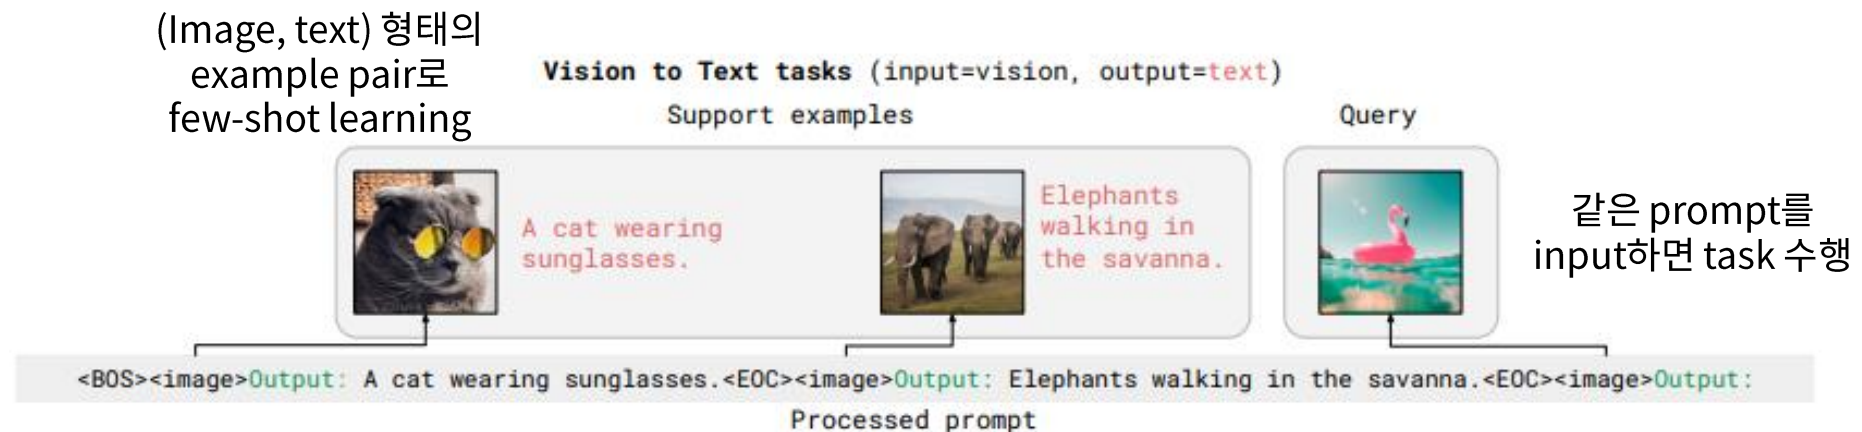 (Image, text) 형태의
example pair로
few-shot learning
Vision to Text tasks (input=vision, output=text)
Support examples
Query
A cat wearing
sunglasses.
Elephants
walking in
the savanna.
같은 prompt를
input하면 task 수행
<BOS><image>Output: A cat wearing sunglasses.<EOC><image>Output: Elephants walking in the savanna.<EOC><image>Output:
Processed prompt